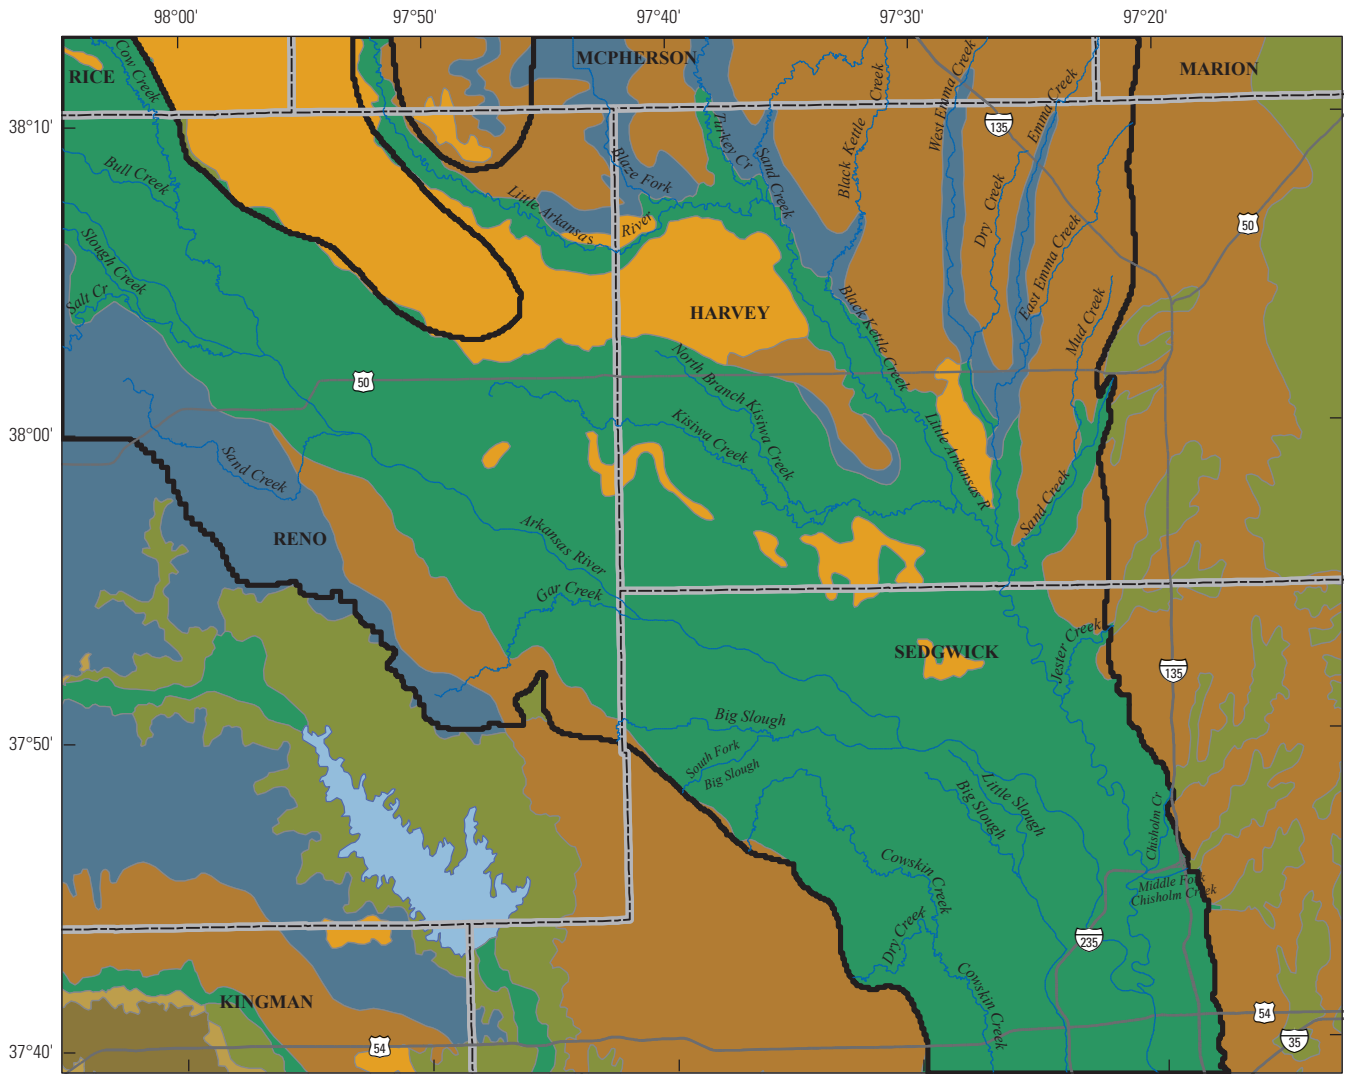 98°00'
97°50'
97°40'
97°30'
97°20'
RICE
MCPHERSON
MARION
Cow Creek
Creek
Black Kettle
West Emma Creek
Emma Creek
135
38°10'
Turkey Cr
Sand Creek
Bull Creek
Blaze Fork
Dry Creek
Little Arkansas
River
50
East Emma Creek
Slough Creek
Salt Cr
Black Kettle Creek
HARVEY
Mud Creek
50
North Branch Kisiwa Creek
Kisiwa Creek
Little Arkansas R
38°00'
Sand Creek
Sand Creek
RENO
Arkansas River
Gar Creek
SEDGWICK
Jester Creek
135
37°50'
Big Slough
South Fork
Big Slough
Little Slough
Big Slough
Chisholm Cr
Cowskin Creek
Middle Fork
Chisholm Creek
Dry Creek
235
Cowskin Creek
KINGMAN
54
35
54
37°40'